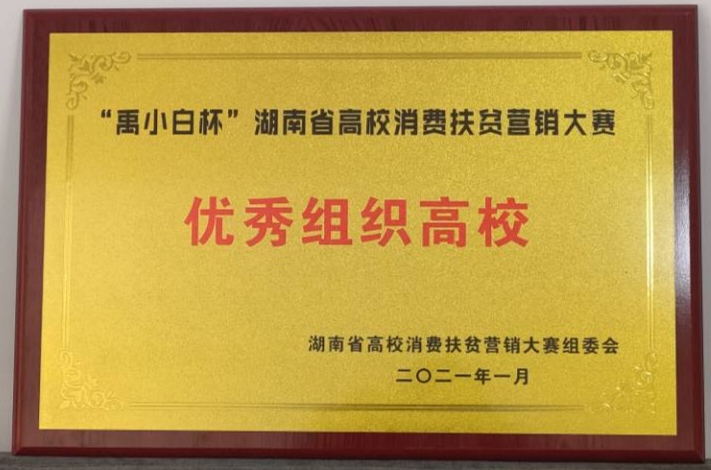 “禹小白杯”湖南省高校消费扶贫营销大赛
优秀组织高校
湖南省高校消费扶贫营销大赛组委会
二〇二一年一月